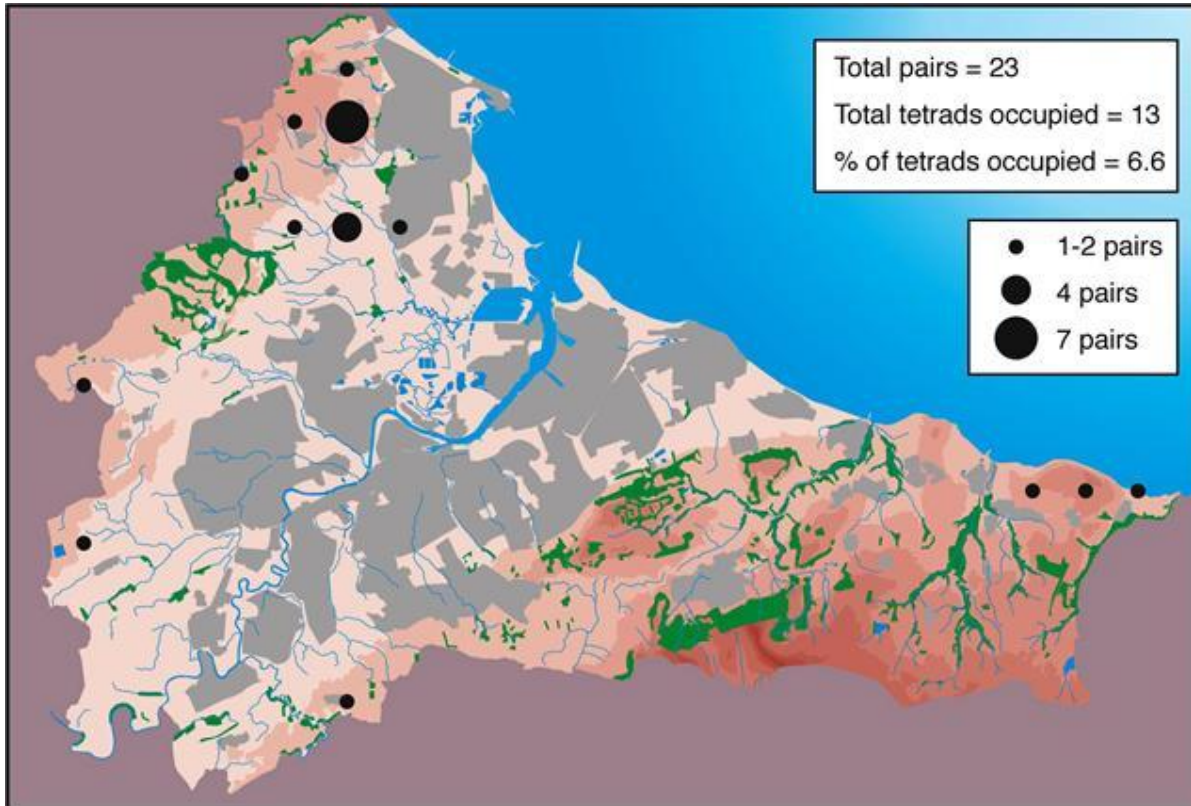 Total pairs = 23
Total tetrads occupied = 13
% of tetrads occupied = 6.6
1-2 pairs
4 pairs
7 pairs